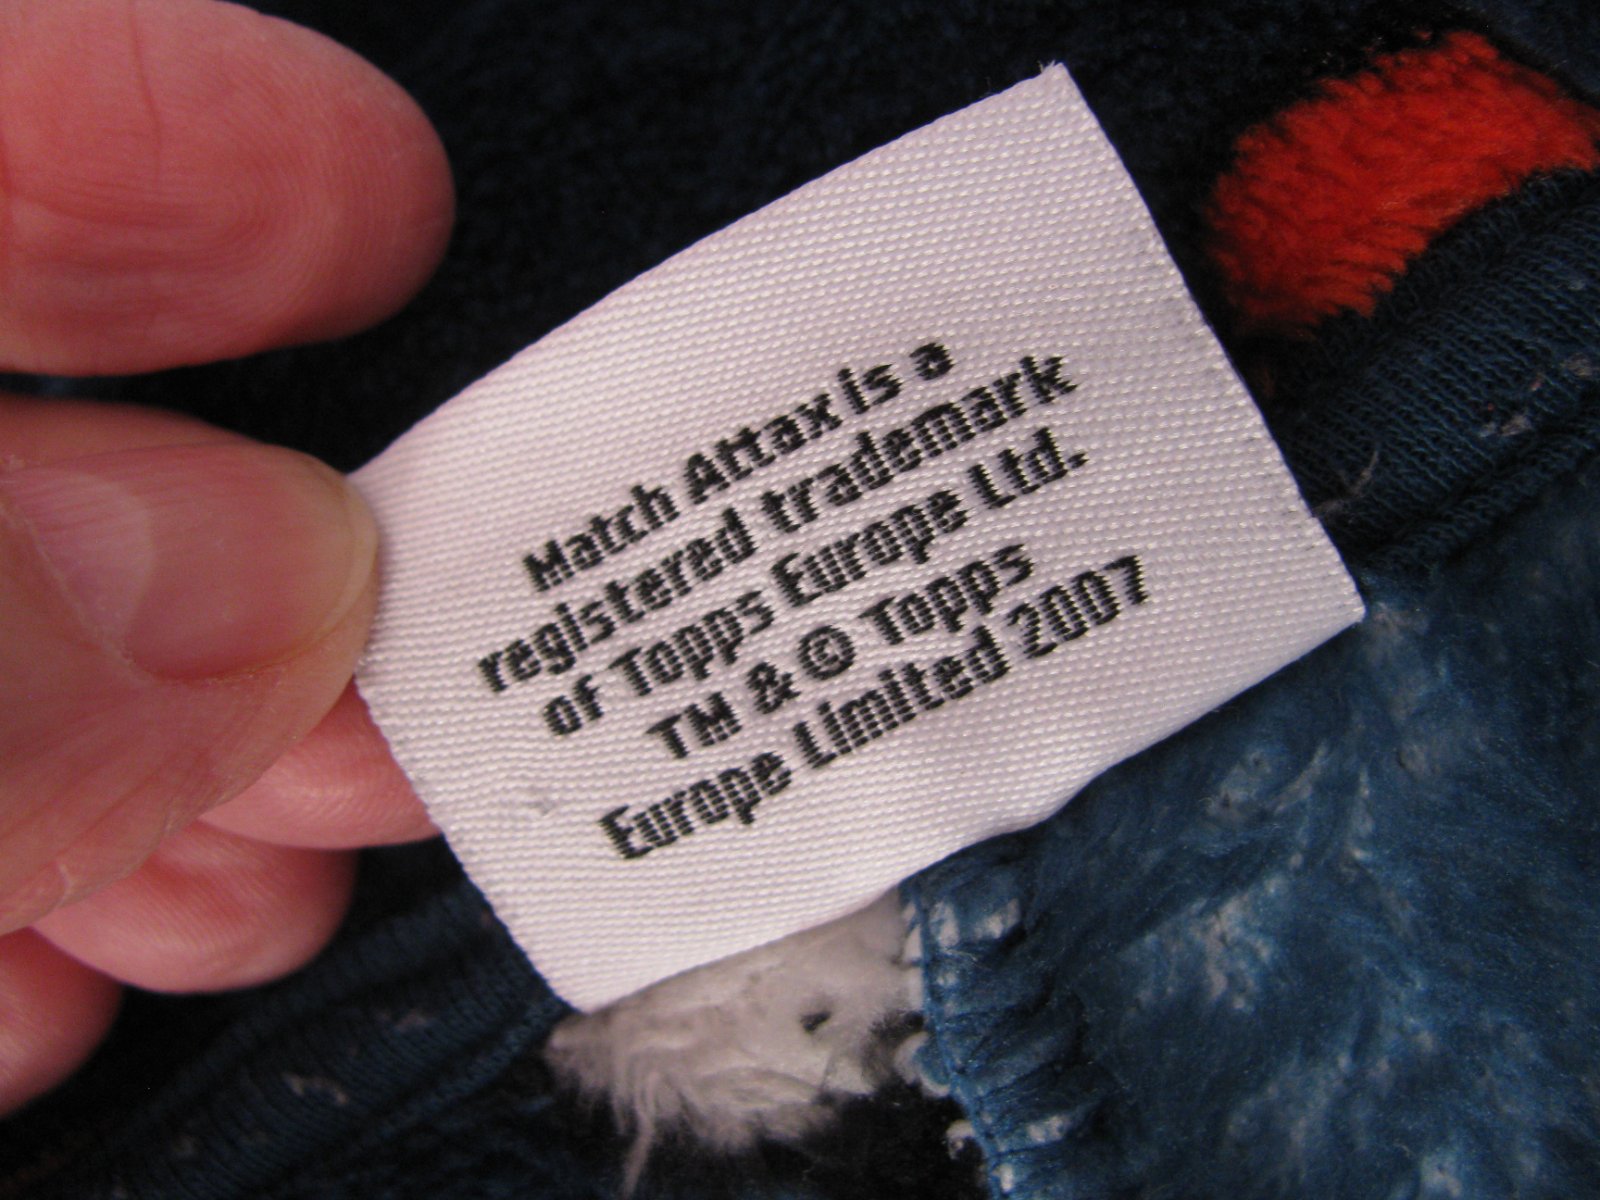 Match Attax is a
registered trademark
of Topps Europe Ltd.
TM & © Topps
Europe Limited 2007